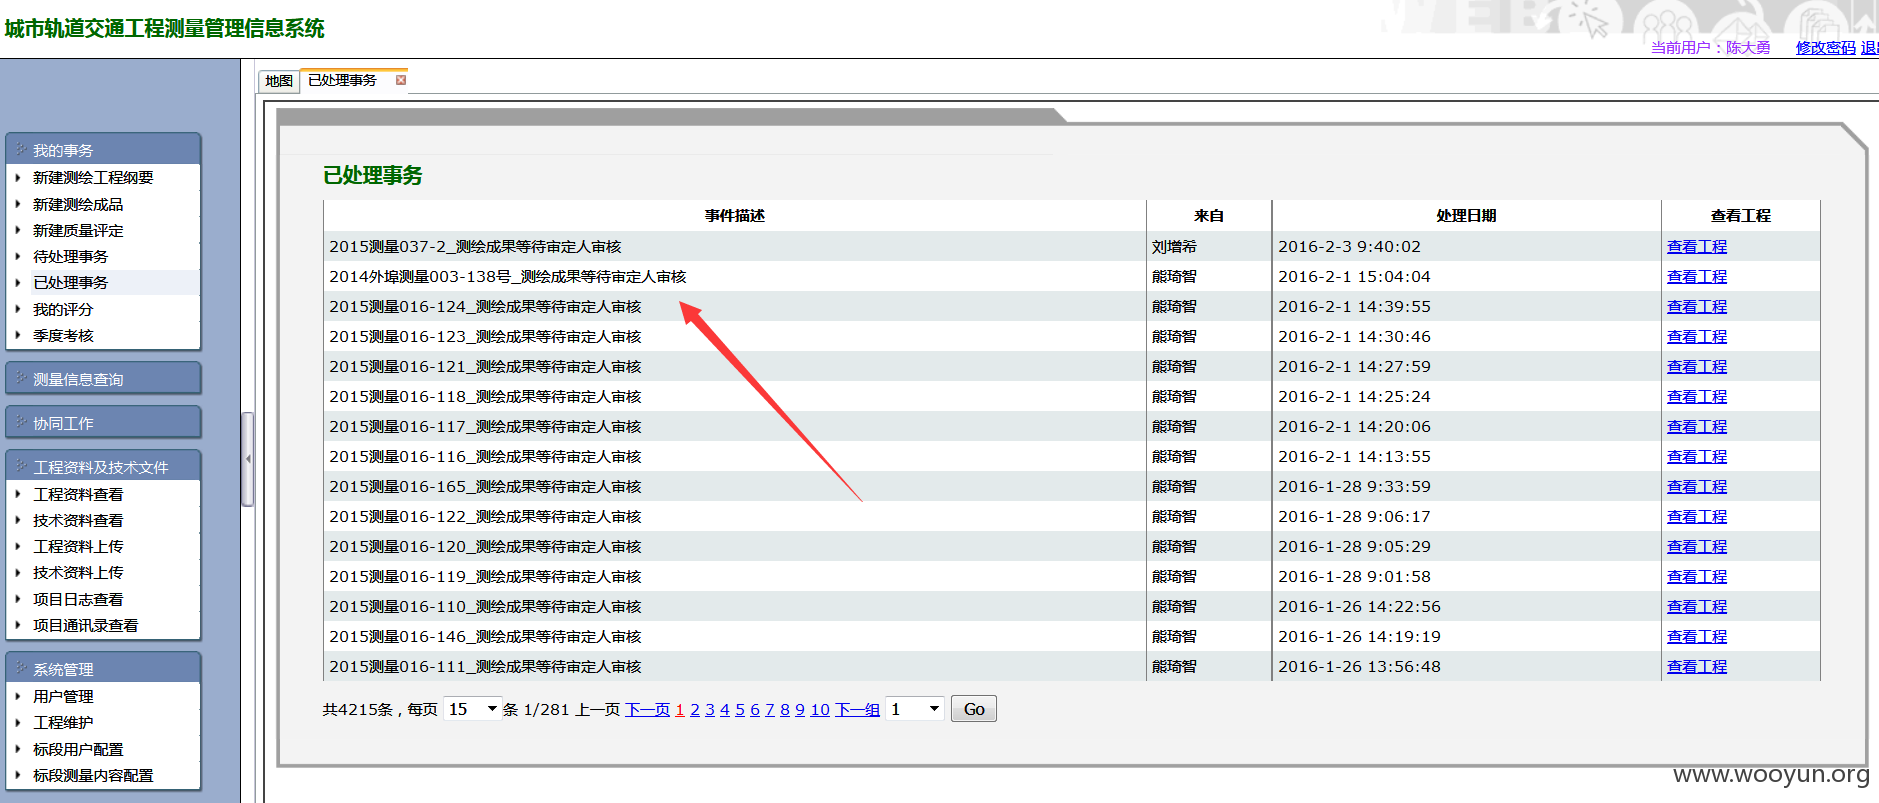 城市轨道交通工程测量管理信息系统
WEB
当前用户：陈大勇 修改密码
地图 已处理事务
我的事务
新建测绘工程纲要
新建测绘成品
新建质量评定
待处理事务
已处理事务
我的评分
季度考核
测量信息查询
协同工作
工程资料及技术文件
工程资料查看
技术资料查看
工程资料上传
技术资料上传
项目日志查看
项目通讯录查看
系统管理
用户管理
工程维护
标段用户配置
标段测量内容配置
已处理事务
事件描述 来自 处理日期 查看工程
2015测量037-2_测绘成果等待审定人审核 刘增希 2016-2-3 9:40:02 查看工程
2014外埠测量003-138号_测绘成果等待审定人审核 熊琦智 2016-2-1 15:04:04 查看工程
2015测量016-124_测绘成果等待审定人审核 熊琦智 2016-2-1 14:39:55 查看工程
2015测量016-123_测绘成果等待审定人审核 熊琦智 2016-2-1 14:30:46 查看工程
2015测量016-121_测绘成果等待审定人审核 熊琦智 2016-2-1 14:27:59 查看工程
2015测量016-118_测绘成果等待审定人审核 熊琦智 2016-2-1 14:25:24 查看工程
2015测量016-117_测绘成果等待审定人审核 熊琦智 2016-2-1 14:20:06 查看工程
2015测量016-116_测绘成果等待审定人审核 熊琦智 2016-2-1 14:13:55 查看工程
2015测量016-165_测绘成果等待审定人审核 熊琦智 2016-1-28 9:33:59 查看工程
2015测量016-122_测绘成果等待审定人审核 熊琦智 2016-1-28 9:06:17 查看工程
2015测量016-120_测绘成果等待审定人审核 熊琦智 2016-1-28 9:05:29 查看工程
2015测量016-119_测绘成果等待审定人审核 熊琦智 2016-1-28 9:01:58 查看工程
2015测量016-110_测绘成果等待审定人审核 熊琦智 2016-1-26 14:22:56 查看工程
2015测量016-146_测绘成果等待审定人审核 熊琦智 2016-1-26 14:19:19 查看工程
2015测量016-111_测绘成果等待审定人审核 熊琦智 2016-1-26 13:56:48 查看工程
共4215条，每页 15 条 1/281 上一页 下一页 1 2 3 4 5 6 7 8 9 10 下一组 1 Go
www.wooyun.org